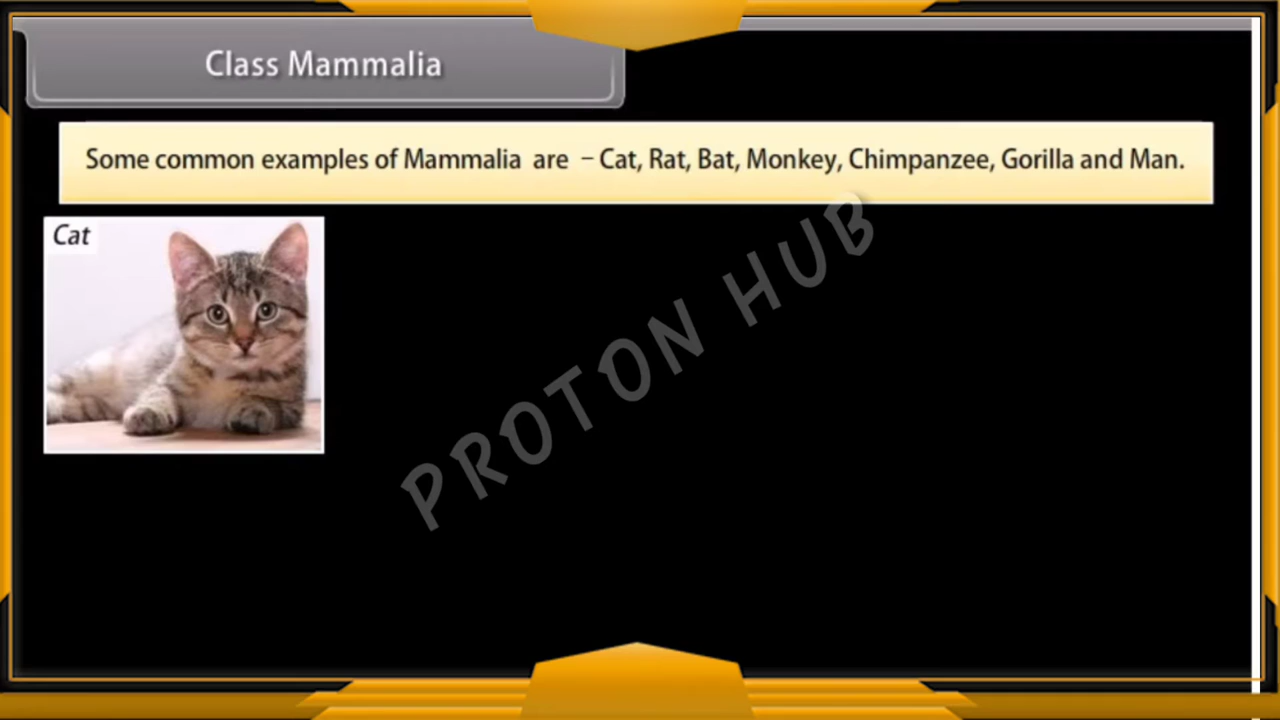 Class Mammalia
Some common examples of Mammalia are – Cat, Rat, Bat, Monkey, Chimpanzee, Gorilla and Man.
Cat
PROTON HUB